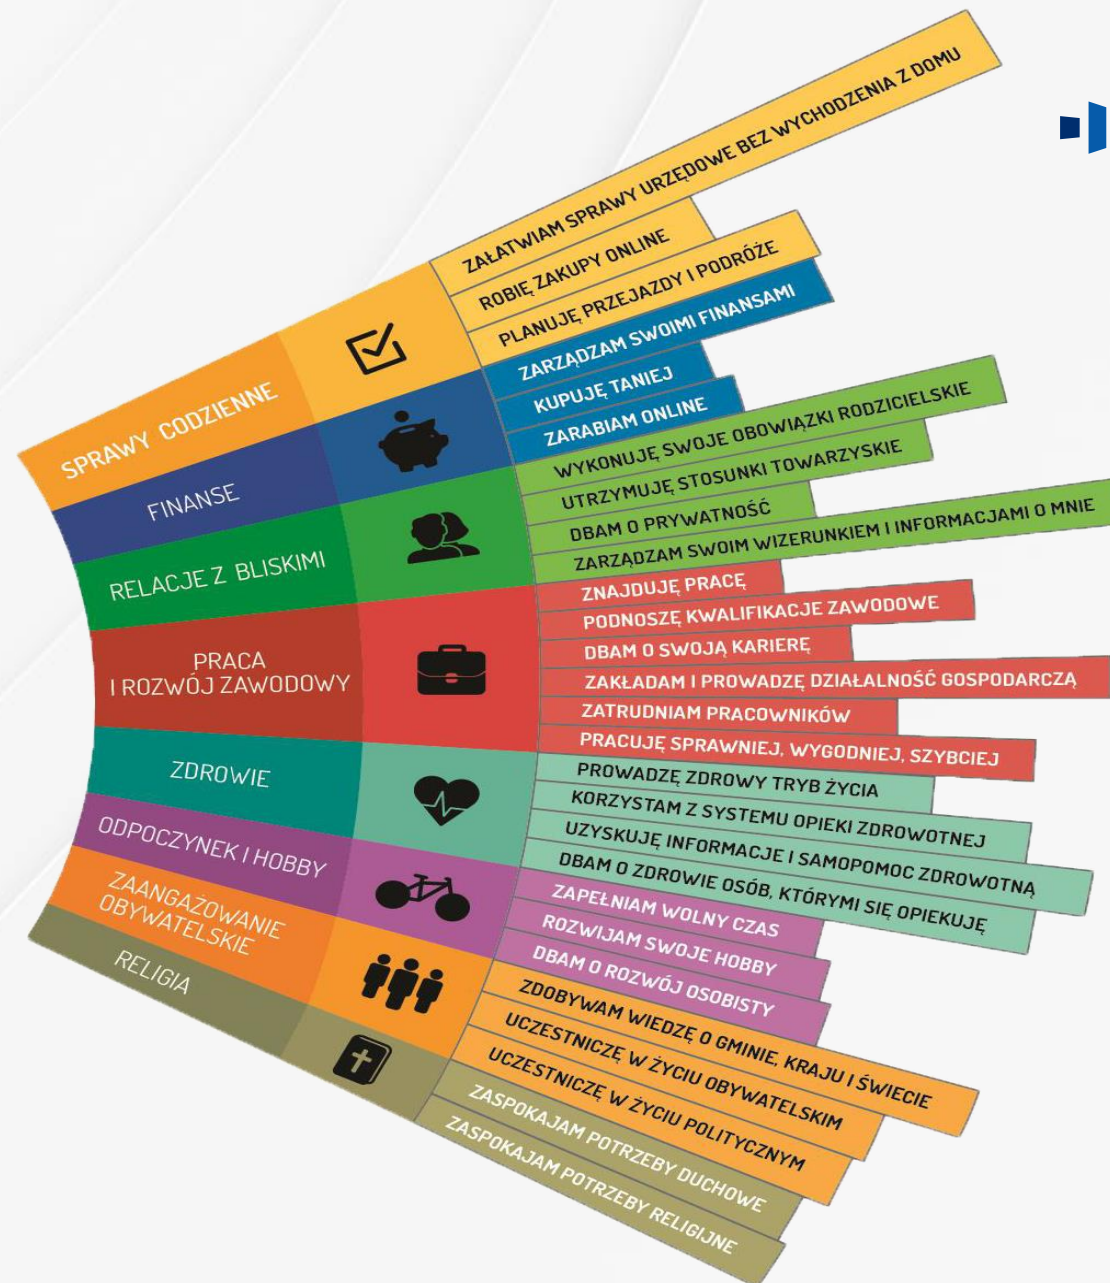 SPRAWY CODZIENNE
ZAŁATWIAM SPRAWY URZĘDOWE BEZ WYCHODZENIA Z DOMU
ROBIĘ ZAKUPY ONLINE
PLANUJĘ PRZEJAZDY I PODRÓŻE
FINANSE
ZARZĄDZAM SWOIMI FINANSAMI
KUPUJĘ TANIEJ
ZARABIAM ONLINE
RELACJE Z BLISKIMI
WYKONUJĘ SWOJE OBOWIĄZKI RODZICIELSKIE
UTRZYMUJĘ STOSUNKI TOWARZYSKIE
DBAM O PRYWATNOŚĆ
ZARZĄDZAM SWOIM WIZERUNKIEM I INFORMACJAMI O MNIE
PRACA
I ROZWÓJ ZAWODOWY
ZNAJDUJĘ PRACĘ
PODNOSZĘ KWALIFIKACJE ZAWODOWE
DBAM O SWOJĄ KARIERĘ
ZAKŁADAM I PROWADZĘ DZIAŁALNOŚĆ GOSPODARCZĄ
ZATRUDNIAM PRACOWNIKÓW
PRACUJĘ SPRAWNIEJ, WYGODNIEJ, SZYBCIEJ
ZDROWIE
PROWADZĘ ZDROWY TRYB ŻYCIA
KORZYSTAM Z SYSTEMU OPIEKI ZDROWOTNEJ
UZYSKUJĘ INFORMACJE I SAMOPOMOC ZDROWOTNĄ
DBAM O ZDROWIE OSÓB, KTÓRYMI SIĘ OPIEKUJĘ
ODPOCZYNEK I HOBBY
ZAPEŁNIAM WOLNY CZAS
ROZWIJAM SWOJE HOBBY
DBAM O ROZWÓJ OSOBISTY
ZAANGAŻOWANIE
OBYWATELSKIE
ZDOBYWAM WIEDZĘ O GMINIE, KRAJU I ŚWIECIE
UCZESTNICZĘ W ŻYCIU OBYWATELSKIM
UCZESTNICZĘ W ŻYCIU POLITYCZNYM
RELIGIA
ZASPOKAJAM POTRZEBY DUCHOWE
ZASPOKAJAM POTRZEBY RELIGIJNE